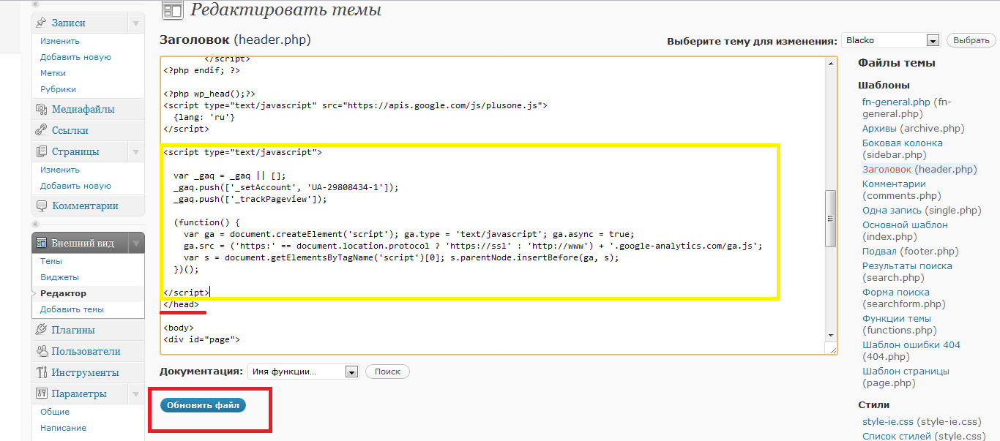 Записи
Изменить
Добавить новую
Метки
Рубрики
Медиафайлы
Ссылки
Страницы
Изменить
Добавить новую
Комментарии
Внешний вид
Темы
Виджеты
Редактор
Добавить темы
Плагины
Пользователи
Инструменты
Параметры
Общие
Написание
Редактировать темы
Заголовок (header.php)
Выберите тему для изменения: Blacko Выбрать
</script>
<?php endif; ?>
<?php wp_head();?>
<script type="text/javascript" src="https://apis.google.com/js/plusone.js">
{lang: 'ru'}
</script>
<script type="text/javascript">
var _gaq = _gaq || [];
_gaq.push(['_setAccount', 'UA-29808434-1']);
_gaq.push(['_trackPageview']);
(function() {
var ga = document.createElement('script'); ga.type = 'text/javascript'; ga.async = true;
ga.src = ('https:' == document.location.protocol ? 'https://ssl' : 'http://www') + '.google-analytics.com/ga.js';
var s = document.getElementsByTagName('script')[0]; s.parentNode.insertBefore(ga, s);
})();
</script>
</head>
<body>
<div id="page">
Документация: Имя функции... Поиск
Обновить файл
Файлы темы
Шаблоны
fn-general.php (fn-
general.php)
Архивы (archive.php)
Боковая колонка
(sidebar.php)
Заголовок (header.php)
Комментарии
(comments.php)
Одна запись (single.php)
Основной шаблон
(index.php)
Подвал (footer.php)
Результаты поиска
(search.php)
Форма поиска
(searchform.php)
Функции темы
(functions.php)
Шаблон ошибки 404
(404.php)
Шаблон страницы
(page.php)
Стили
style-ie.css (style-ie.css)
Список стилей (style.css)